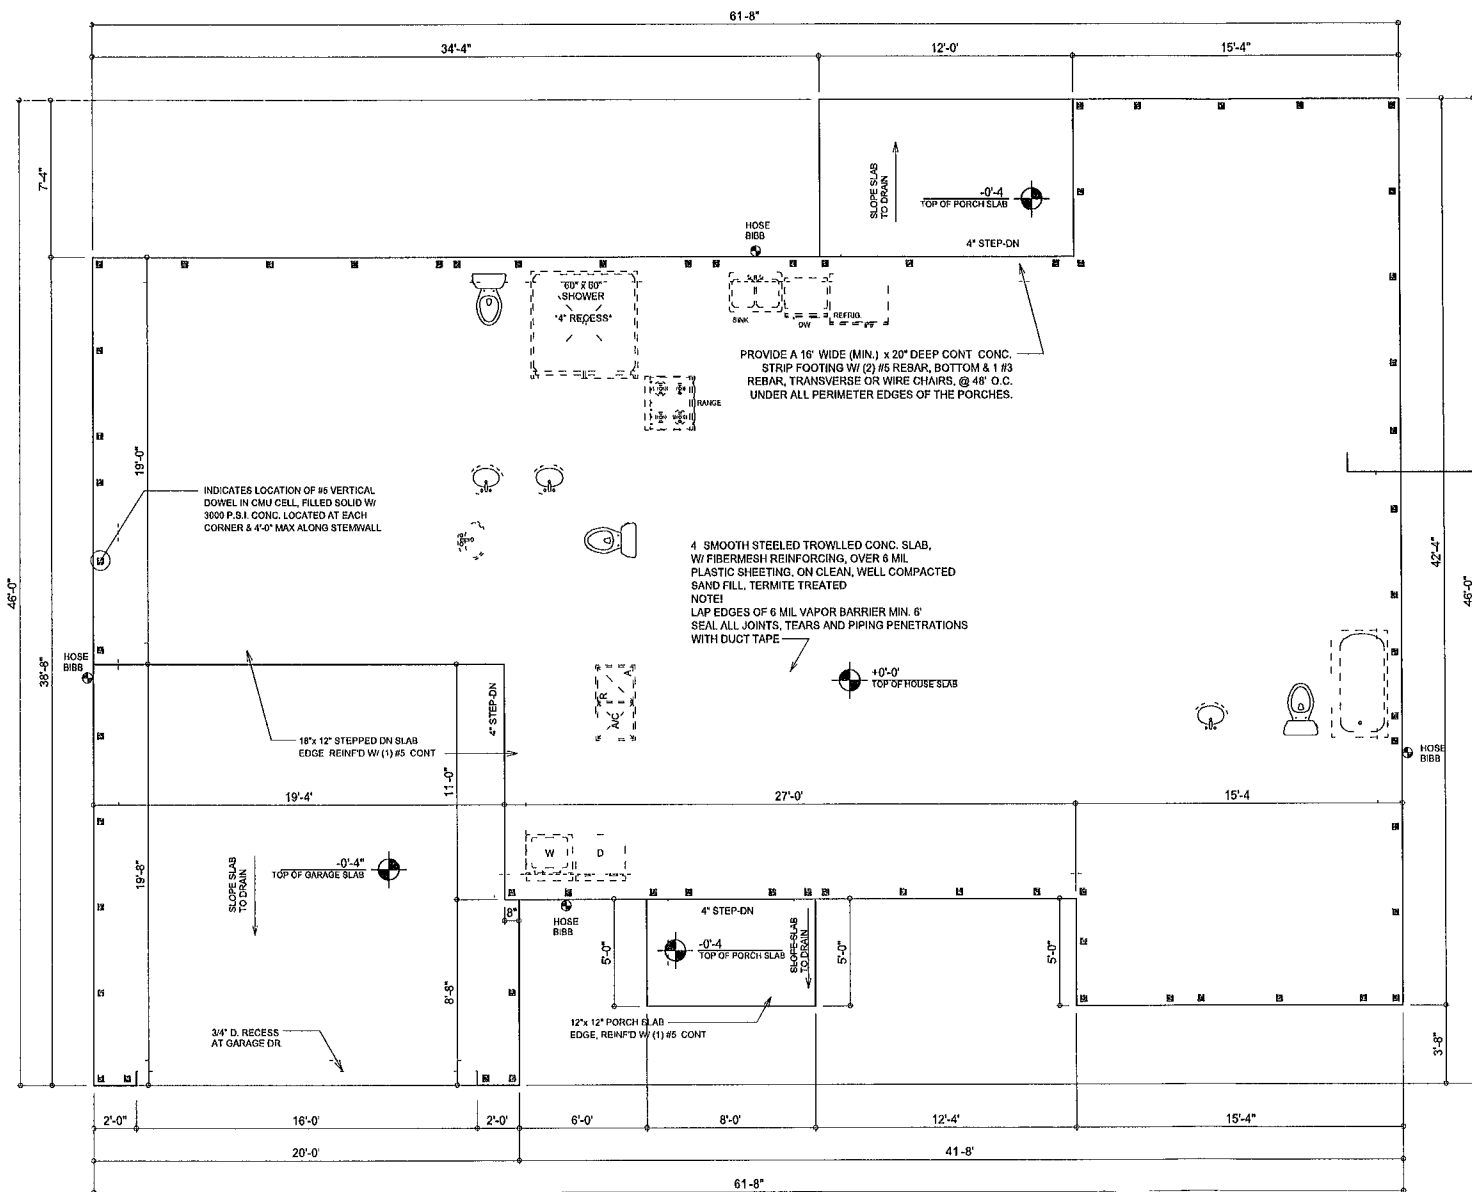 61-8"
34'-4"
12'-0'
15'-4"
7'-4"
SLOPE SLAB
TO DRAIN
-0'-4
TOP OF PORCH SLAB
HOSE
BIBB
4" STEP-DN
60" x 60"
SHOWER
"4" RECESS"
SINK
DW
REFRIG.
RANGE
PROVIDE A 16' WIDE (MIN.) x 20" DEEP CONT CONC.
STRIP FOOTING W/ (2) #5 REBAR, BOTTOM & 1 #3
REBAR, TRANSVERSE OR WIRE CHAIRS, @ 48' O.C.
UNDER ALL PERIMETER EDGES OF THE PORCHES.
19'-0"
INDICATES LOCATION OF #5 VERTICAL
DOWEL IN CMU CELL, FILLED SOLID W/
3000 P.S.I. CONC. LOCATED AT EACH
CORNER & 4'-0" MAX ALONG STEMWALL
4 SMOOTH STEELED TROWLLED CONC. SLAB,
W/ FIBERMESH REINFORCING, OVER 6 MIL
PLASTIC SHEETING, ON CLEAN, WELL COMPACTED
SAND FILL, TERMITE TREATED
NOTE!
LAP EDGES OF 6 MIL VAPOR BARRIER MIN. 6'
SEAL ALL JOINTS, TEARS AND PIPING PENETRATIONS
WITH DUCT TAPE
46'-0"
38'-8"
42'-4"
46'-0"
HOSE
BIBB
+0'-0'
TOP OF HOUSE SLAB
4" STEP-DN
A
R
A/C
18"x 12" STEPPED DN SLAB
EDGE REINF'D W/ (1) #5 CONT
HOSE
BIBB
11-0"
19'-4'
27'-0'
15'-4
W
D
SLOPE SLAB
TO DRAIN
-0'-4"
TOP OF GARAGE SLAB
19'-8"
8"
HOSE
BIBB
4" STEP-DN
-0'-4
TOP OF PORCH SLAB
SLOPE SLAB
TO DRAIN
5'-0"
5'-0"
5'-0"
8'-8"
12"x 12" PORCH SLAB
EDGE, REINF'D W/ (1) #5 CONT
3/4" D. RECESS
AT GARAGE DR.
3'-8"
2'-0"
16'-0'
2'-0'
6'-0'
8'-0'
12'-4'
15'-4"
20'-0'
41-8'
61-8"